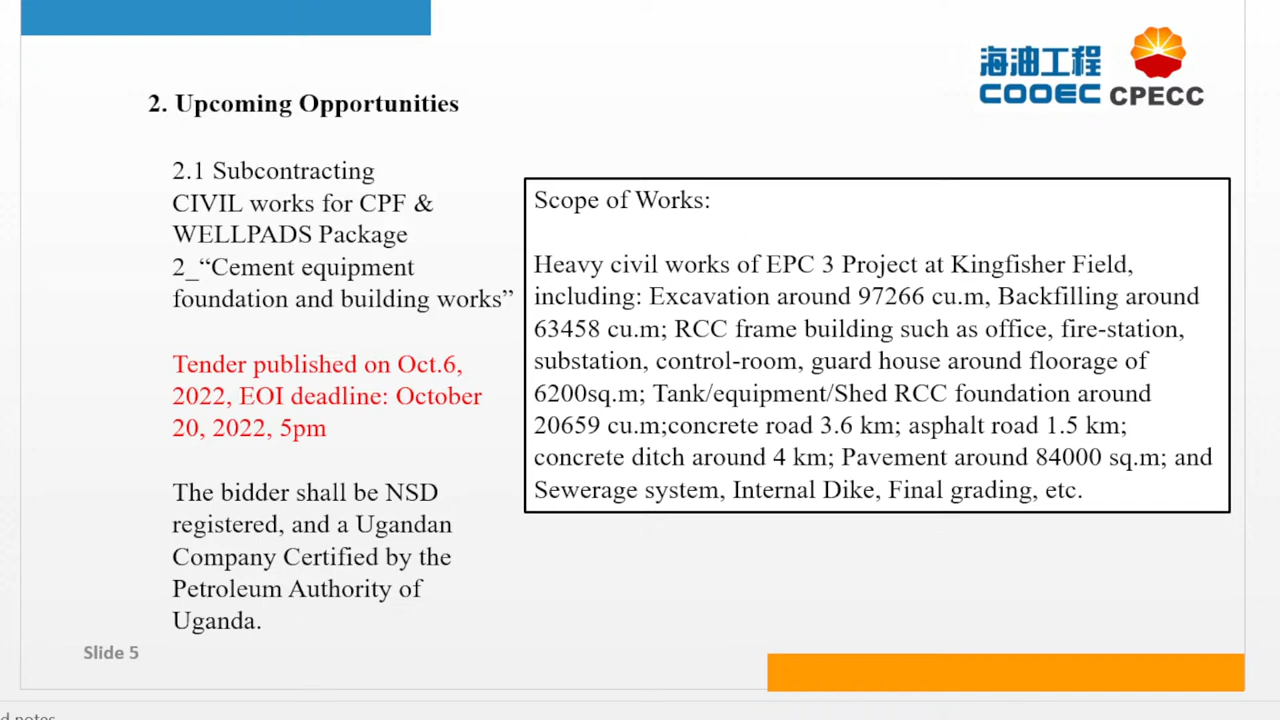 海油工程
COOEC CPECC
2. Upcoming Opportunities
2.1 Subcontracting
CIVIL works for CPF &
WELLPADS Package
2_“Cement equipment
foundation and building works”
Tender published on Oct.6,
2022, EOI deadline: October
20, 2022, 5pm
The bidder shall be NSD
registered, and a Ugandan
Company Certified by the
Petroleum Authority of
Uganda.
Scope of Works:
Heavy civil works of EPC 3 Project at Kingfisher Field,
including: Excavation around 97266 cu.m, Backfilling around
63458 cu.m; RCC frame building such as office, fire-station,
substation, control-room, guard house around floorage of
6200sq.m; Tank/equipment/Shed RCC foundation around
20659 cu.m;concrete road 3.6 km; asphalt road 1.5 km;
concrete ditch around 4 km; Pavement around 84000 sq.m; and
Sewerage system, Internal Dike, Final grading, etc.
Slide 5
d notes